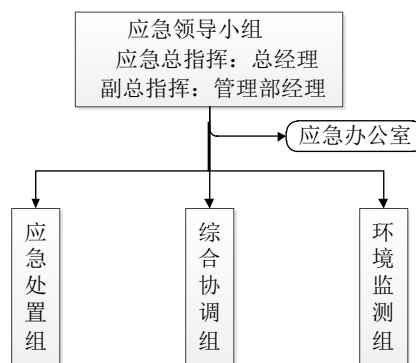 应急领导小组
应急总指挥：总经理
副总指挥：管理部经理
应急办公室
应急处置组
综合协调组
环境监测组